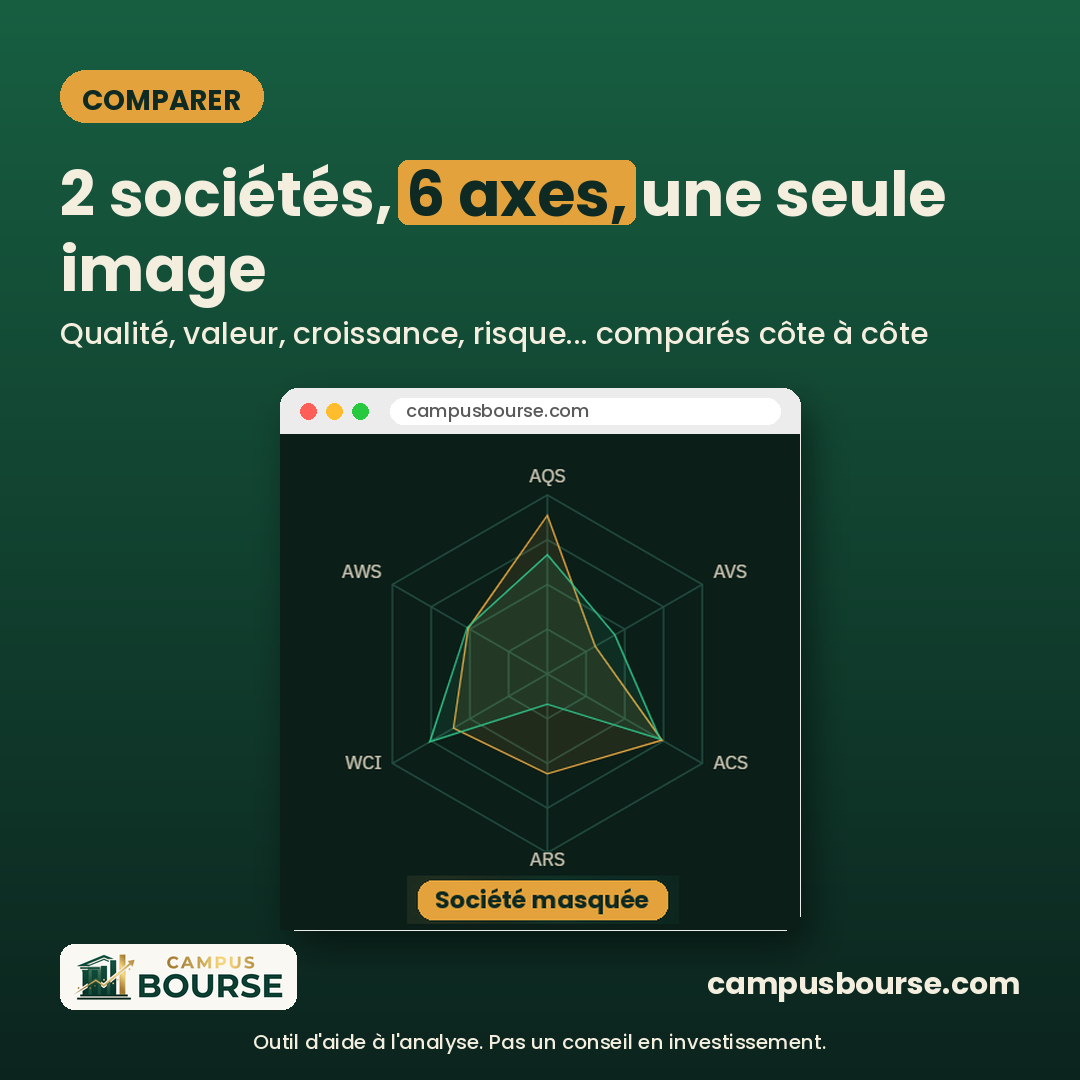 COMPARER
2 sociétés, 6 axes, une seule
image
Qualité, valeur, croissance, risque... comparés côte à côte
campusbourse.com
AQS
AWS
AVS
WCI
ACS
ARS
Société masquée
CAMPUS
BOURSE
campusbourse.com
Outil d'aide à l'analyse. Pas un conseil en investissement.